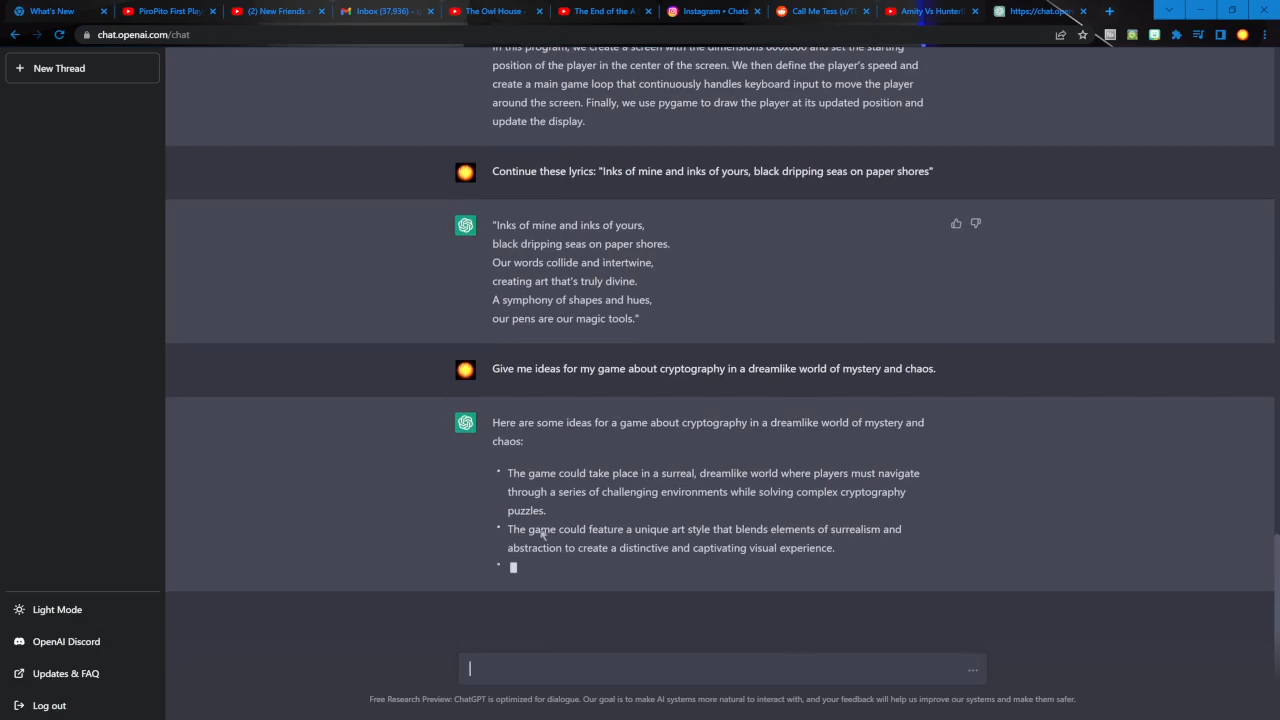 What's New
PiroPito First Play
(2) New Friends a
Inbox (37,936) - s
The Owl House -
The End of the A
Instagram • Chats
Call Me Tess (u/T
Amity Vs Hunter
https://chat.open
chat.openai.com/chat
New Thread
In this program, we create a screen with the dimensions 800x600 and set the starting
position of the player in the center of the screen. We then define the player's speed and
create a main game loop that continuously handles keyboard input to move the player
around the screen. Finally, we use pygame to draw the player at its updated position and
update the display.
Continue these lyrics: "Inks of mine and inks of yours, black dripping seas on paper shores"
"Inks of mine and inks of yours,
black dripping seas on paper shores.
Our words collide and intertwine,
creating art that's truly divine.
A symphony of shapes and hues,
our pens are our magic tools."
Give me ideas for my game about cryptography in a dreamlike world of mystery and chaos.
Here are some ideas for a game about cryptography in a dreamlike world of mystery and
chaos:
• The game could take place in a surreal, dreamlike world where players must navigate
through a series of challenging environments while solving complex cryptography
puzzles.
• The game could feature a unique art style that blends elements of surrealism and
abstraction to create a distinctive and captivating visual experience.
•
Light Mode
OpenAI Discord
Updates & FAQ
Log out
Free Research Preview: ChatGPT is optimized for dialogue. Our goal is to make AI systems more natural to interact with, and your feedback will help us improve our systems and make them safer.